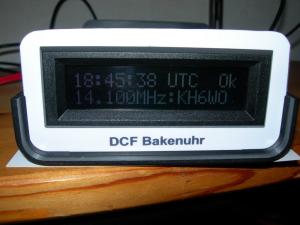 18:45:38 UTC Ok
14.100MHz:KH6WO
DCF Bakenuhr